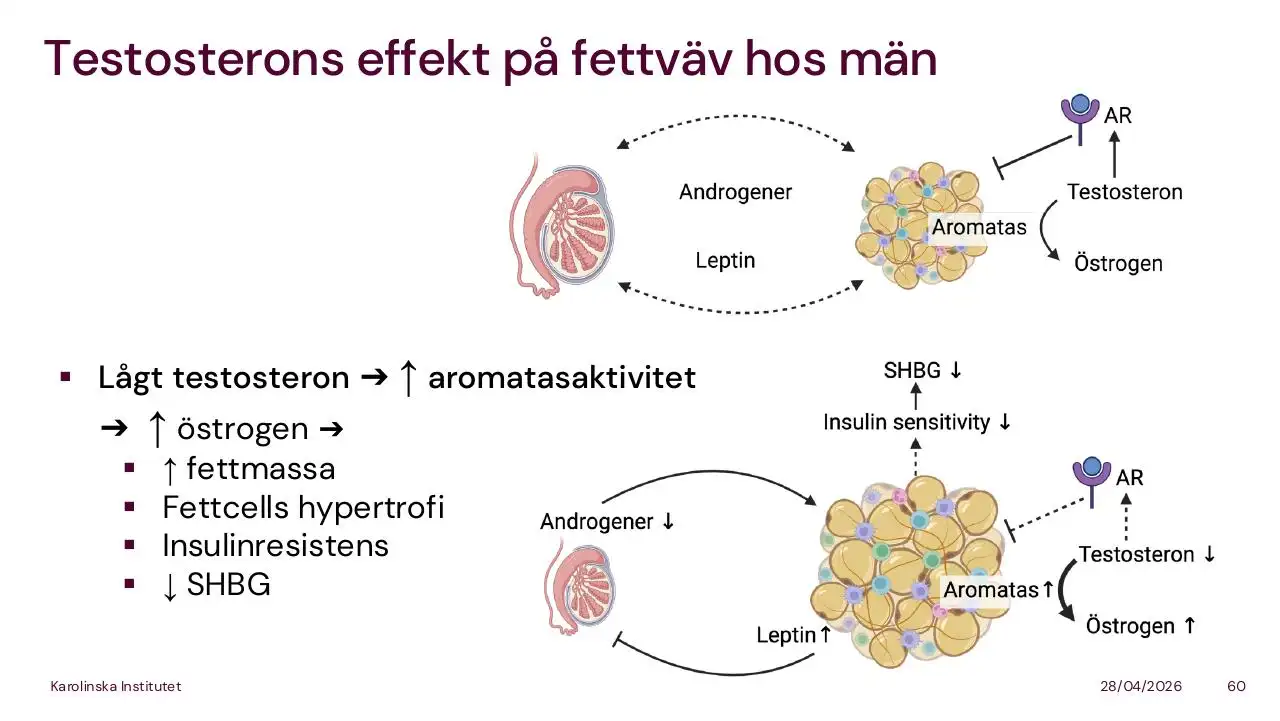 Testosterons effekt på fettväv hos män
AR
Androgener
Testosteron
Aromatas
Leptin
Östrogen
▪ Lågt testosteron ➔ ↑ aromatasaktivitet
➔ ↑ östrogen ➔
▪ ↑ fettmassa
▪ Fettcells hypertrofi
▪ Insulinresistens
▪ ↓ SHBG
SHBG ↓
Insulin sensitivity ↓
AR
Androgener ↓
Testosteron ↓
Aromatas↑
Östrogen ↑
Leptin↑
Karolinska Institutet
28/04/2026
60